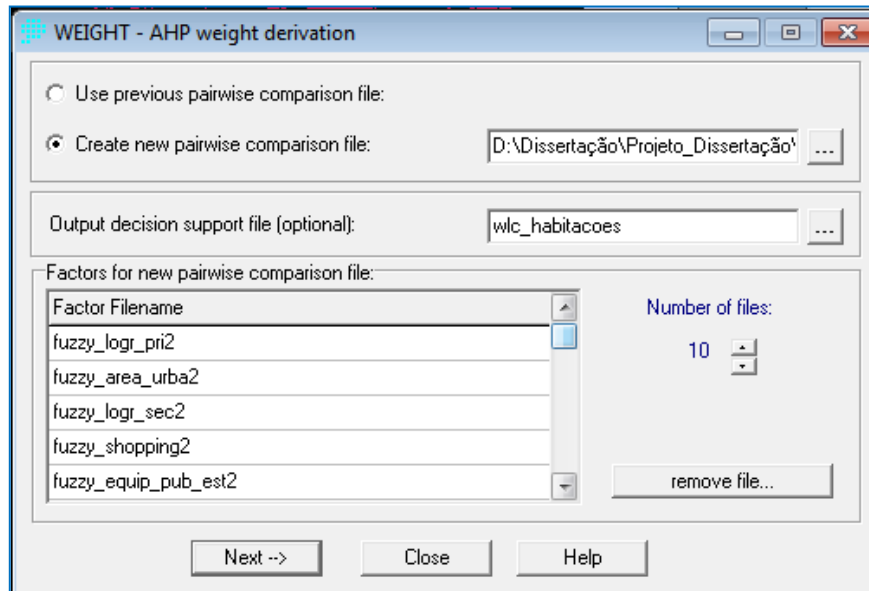 WEIGHT - AHP weight derivation
Use previous pairwise comparison file:
Create new pairwise comparison file: D:\Dissertação\Projeto_Dissertação\ ...
Output decision support file (optional): wlc_habitacoes ...
Factors for new pairwise comparison file:
Factor Filename
Number of files:
fuzzy_logr_pri2
10
fuzzy_area_urba2
fuzzy_logr_sec2
fuzzy_shopping2
fuzzy_equip_pub_est2
remove file...
Next --> Close Help